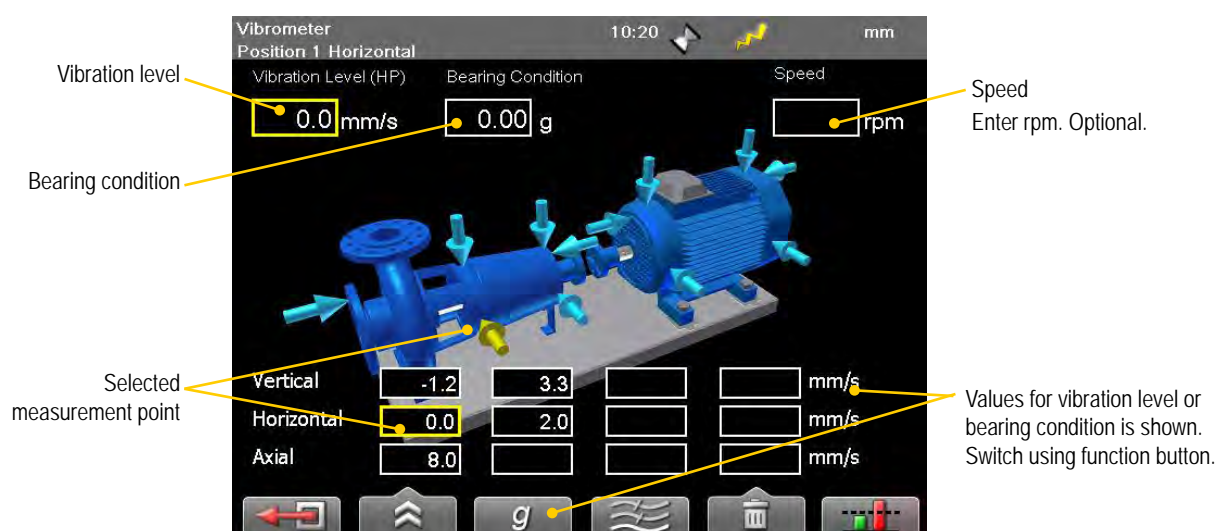 Vibrometer
10:20
mm
Position 1 Horizontal
Vibration level
Vibration Level (HP)
Bearing Condition
Speed
0.0 mm/s
0.00 g
rpm
Speed
Enter rpm. Optional.
Bearing condition
Selected
measurement point
Vertical -1.2 3.3 mm/s
Horizontal 0.0 2.0 mm/s
Axial 8.0 mm/s
Values for vibration level or
bearing condition is shown.
Switch using function button.
g